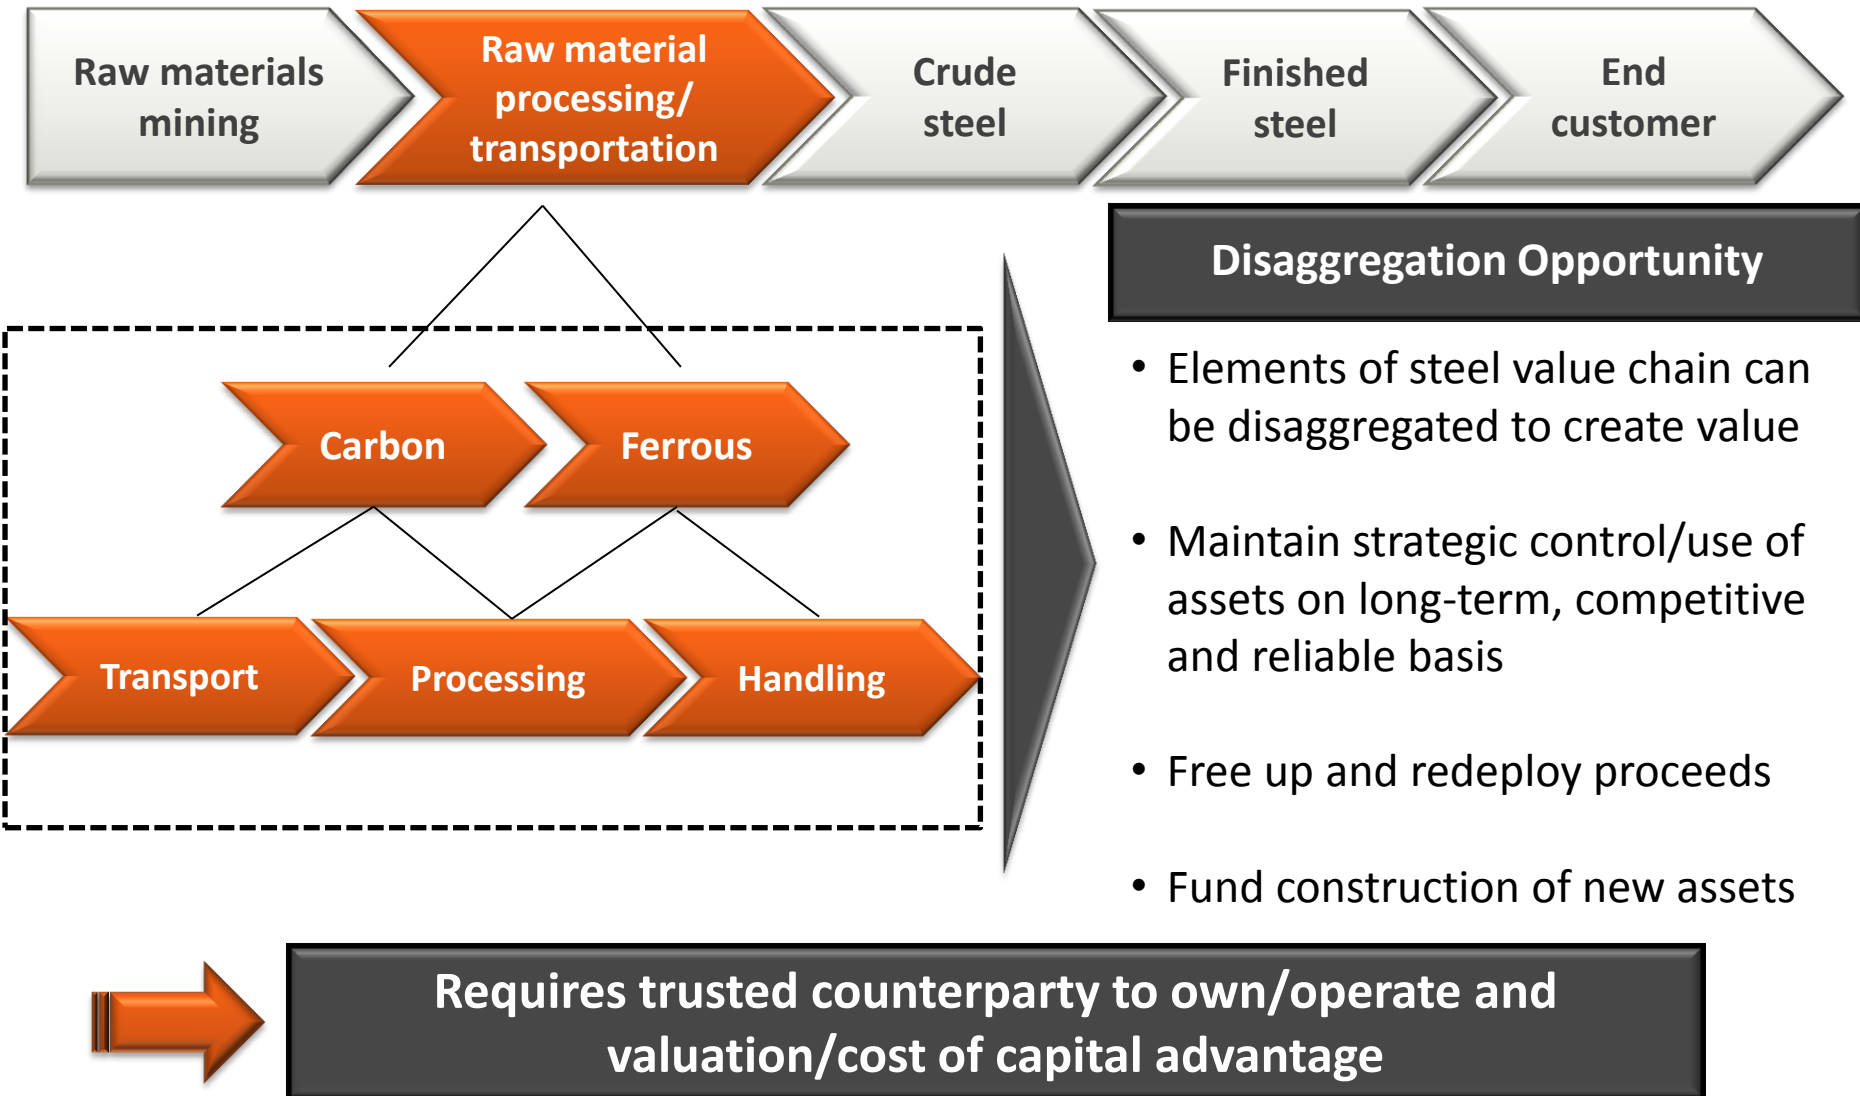 Raw materials
mining
Raw material
processing/
transportation
Crude
steel
Finished
steel
End
customer
Carbon
Ferrous
Transport
Processing
Handling
Disaggregation Opportunity
• Elements of steel value chain can
be disaggregated to create value
• Maintain strategic control/use of
assets on long-term, competitive
and reliable basis
• Free up and redeploy proceeds
• Fund construction of new assets
Requires trusted counterparty to own/operate and
valuation/cost of capital advantage